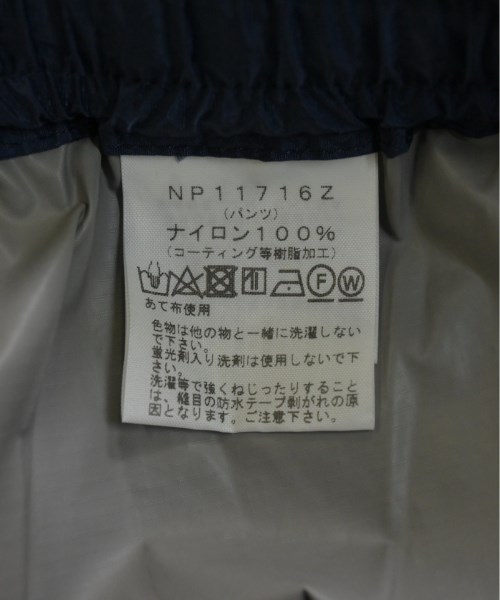 NP11716Z
(パンツ)
ナイロン100%
(コーティング等樹脂加工)
F W
あて布使用
色物は他の物と一緒に洗濯しない
で下さい。
蛍光剤入り洗剤は使用しないで下
さい。
洗濯等で強くねじったりすること
は、縫目の防水テープ剥がれの原
因となります。ご注意下さい。